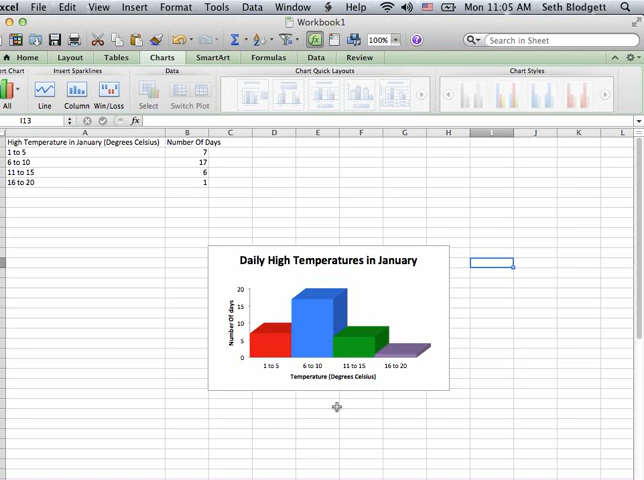 xcel File Edit View Insert Format Tools Data Window Help Mon 11:05 AM Seth Blodgett
Workbook1
100% Search in Sheet
Home Layout Tables Charts SmartArt Formulas Data Review
rt Chart Insert Sparklines Data Chart Quick Layouts Chart Styles
All Line Column Win/Loss Select Switch Plot
I13 fx
A B C D E F G H I J K L
High Temperature in January (Degrees Celsius) Number Of Days
1 to 5 7
6 to 10 17
11 to 15 6
16 to 20 1
Daily High Temperatures in January
Number Of days
20
15
10
5
0
1 to 5 6 to 10 11 to 15 16 to 20
Temperature (Degrees Celsius)